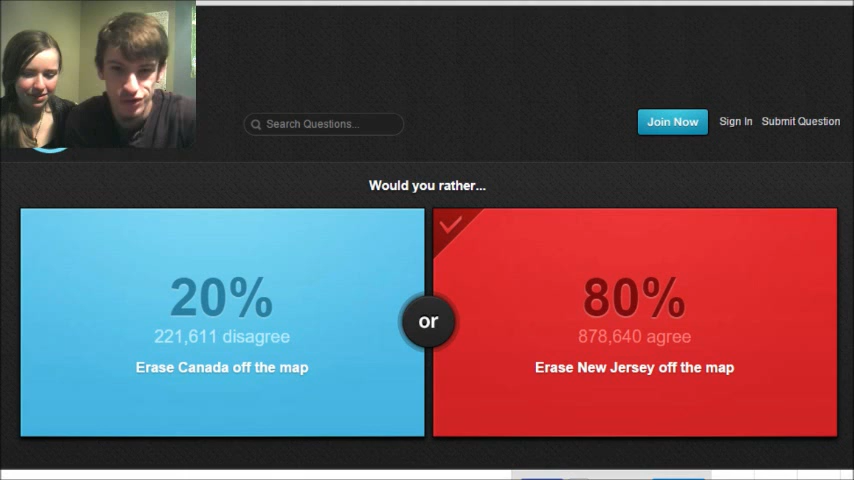 Search Questions...
Join Now
Sign In
Submit Question
Would you rather...
20%
221,611 disagree
Erase Canada off the map
or
80%
878,640 agree
Erase New Jersey off the map